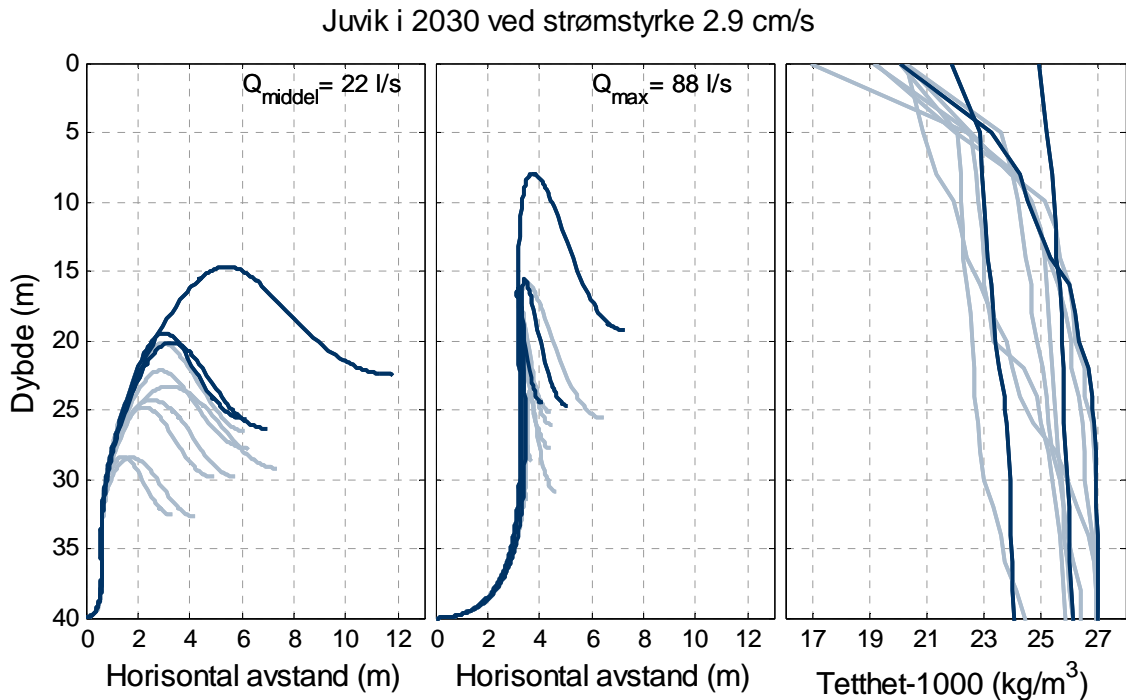 Juvik i 2030 ved strømstyrke 2.9 cm/s
Q_middel = 22 l/s
Q_max = 88 l/s
0
5
10
15
20
25
30
35
40
Dybde (m)
0 2 4 6 8 10 12
0 2 4 6 8 10 12
17 19 21 23 25 27
Horisontal avstand (m)
Horisontal avstand (m)
Tetthet-1000 (kg/m³)